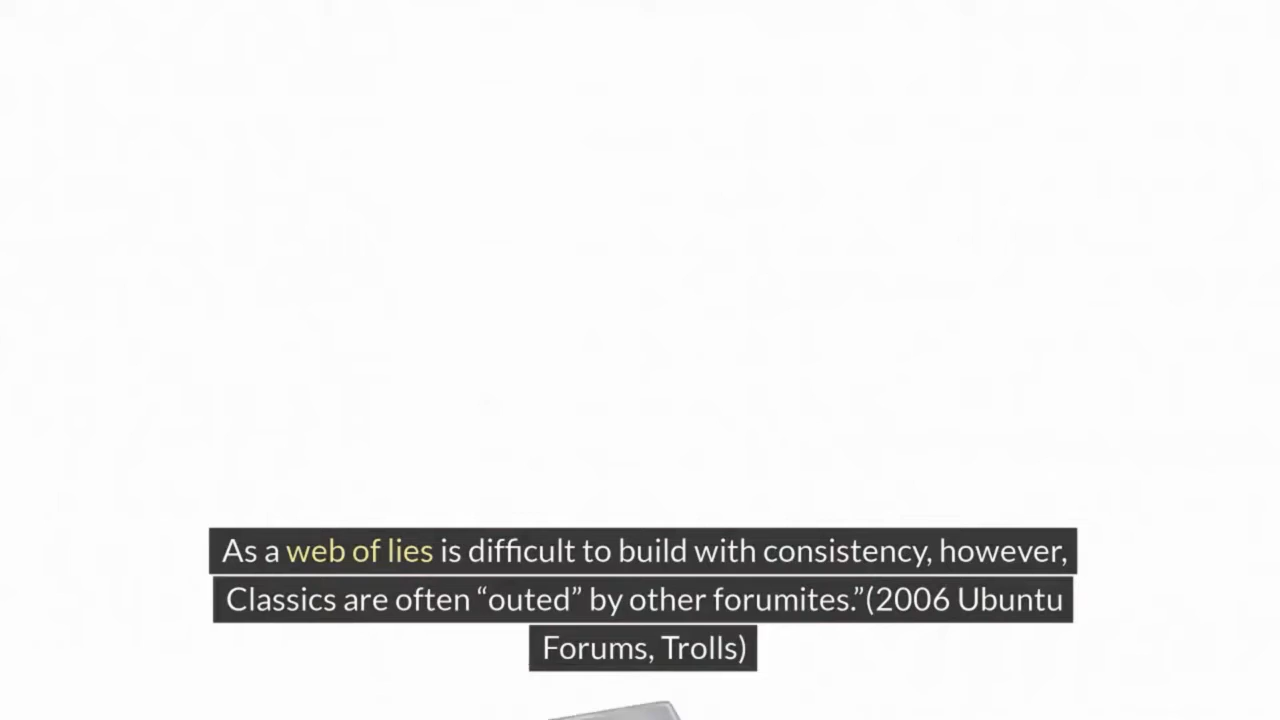 As a web of lies is difficult to build with consistency, however,
Classics are often “outed” by other forumites.”(2006 Ubuntu
Forums, Trolls)